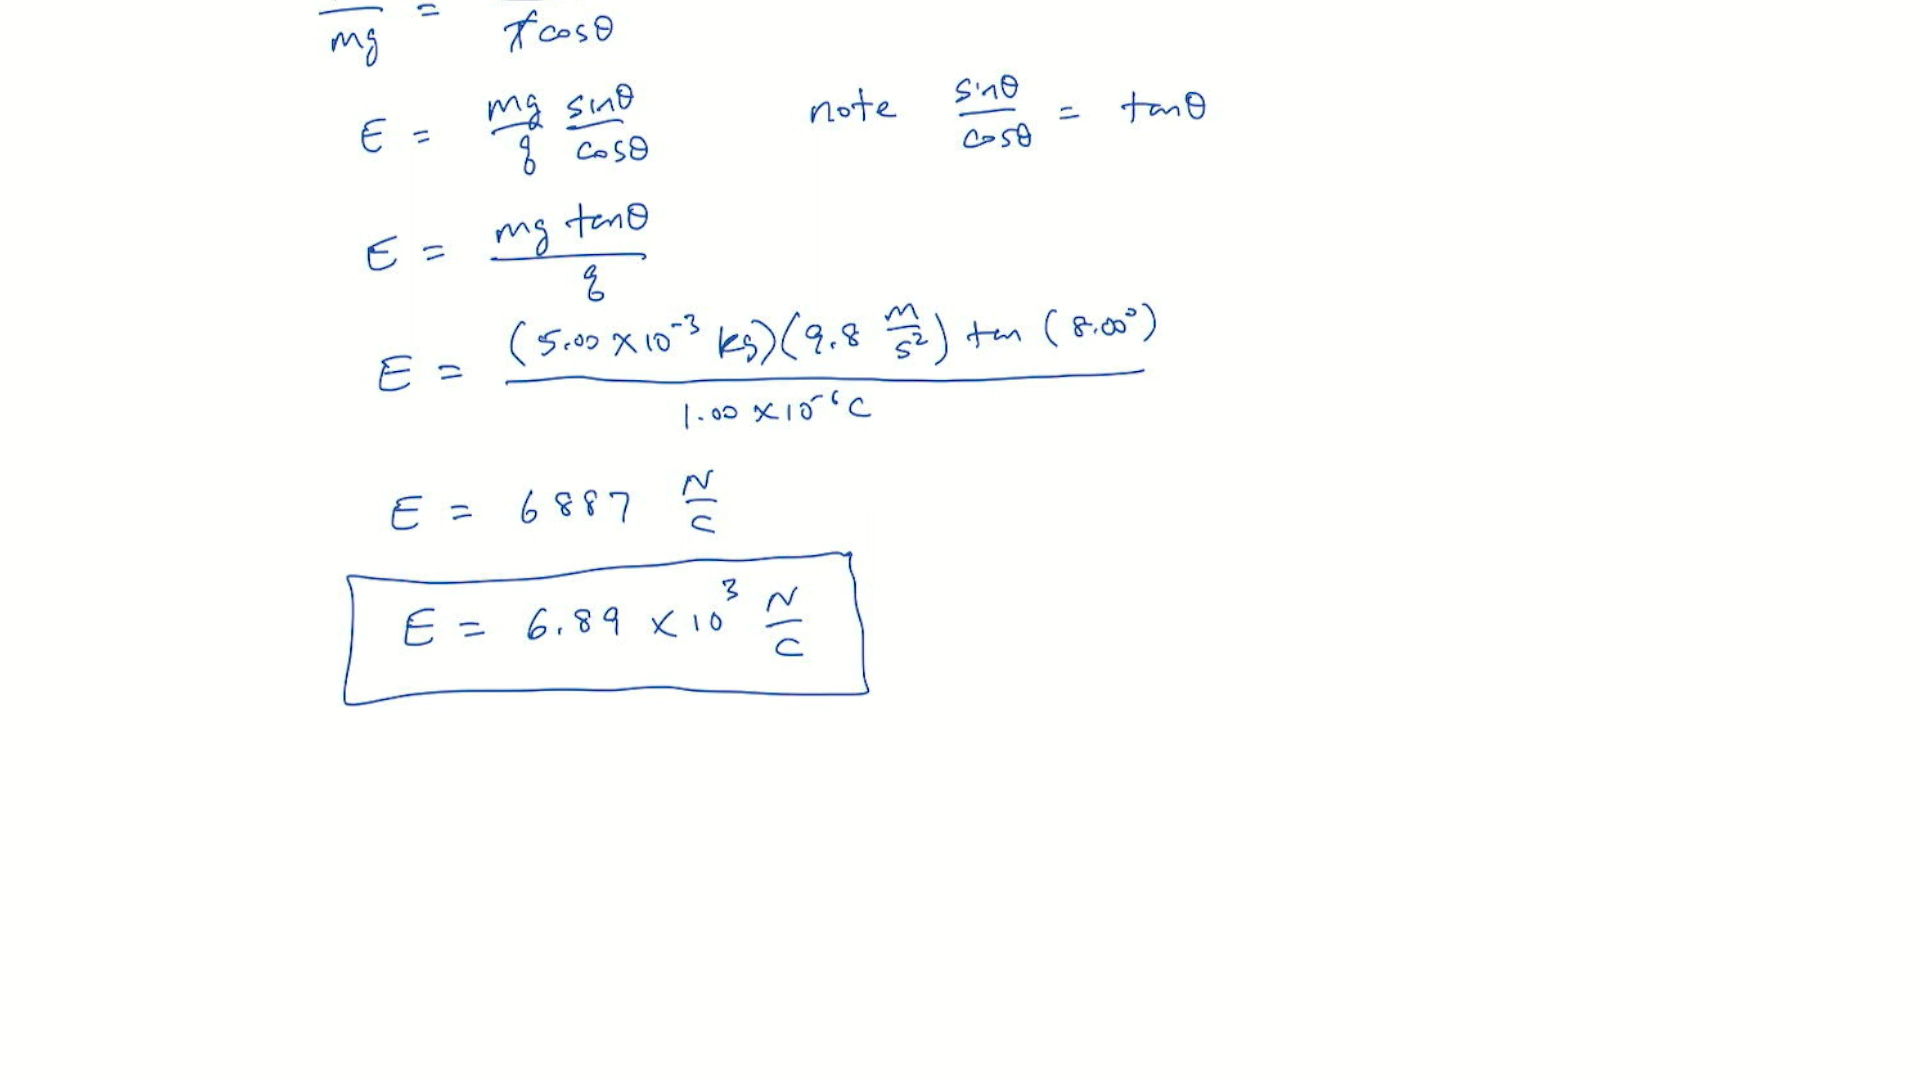 mg = T cosθ
E = mg/q sinθ/cosθ note sinθ/cosθ = tanθ
E = mg tanθ/q
E = (5.00 × 10⁻³ kg)(9.8 m/s²) tan (8.00°)/1.00 × 10⁻⁶ C
E = 6887 N/C
E = 6.89 × 10³ N/C